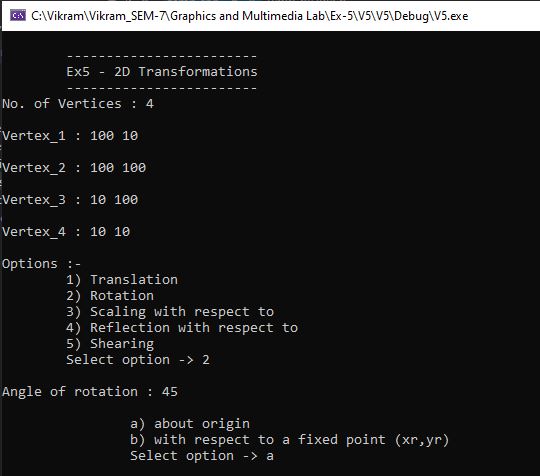 C:\Vikram\Vikram_SEM-7\Graphics and Multimedia Lab\Ex-5\V5\V5\Debug\V5.exe
------------------------
Ex5 - 2D Transformations
------------------------
No. of Vertices : 4
Vertex_1 : 100 10
Vertex_2 : 100 100
Vertex_3 : 10 100
Vertex_4 : 10 10
Options :-
1) Translation
2) Rotation
3) Scaling with respect to
4) Reflection with respect to
5) Shearing
Select option -> 2
Angle of rotation : 45
a) about origin
b) with respect to a fixed point (xr,yr)
Select option -> a